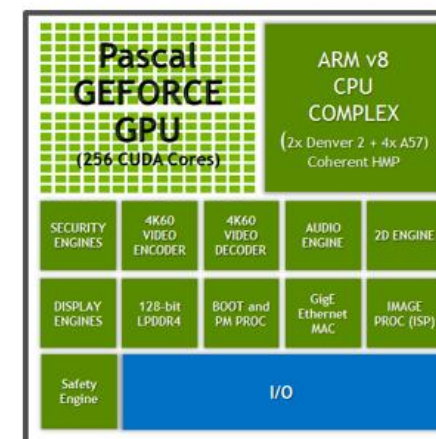 Pascal
GEFORCE
GPU
(256 CUDA Cores)
ARM v8
CPU
COMPLEX
(2x Denver 2 + 4x A57)
Coherent HMP
SECURITY
ENGINES
4K60
VIDEO
ENCODER
4K60
VIDEO
DECODER
AUDIO
ENGINE
2D ENGINE
DISPLAY
ENGINES
128-bit
LPDDR4
BOOT and
PM PROC
GigE
Ethernet
MAC
IMAGE
PROC (ISP)
Safety
Engine
I/O